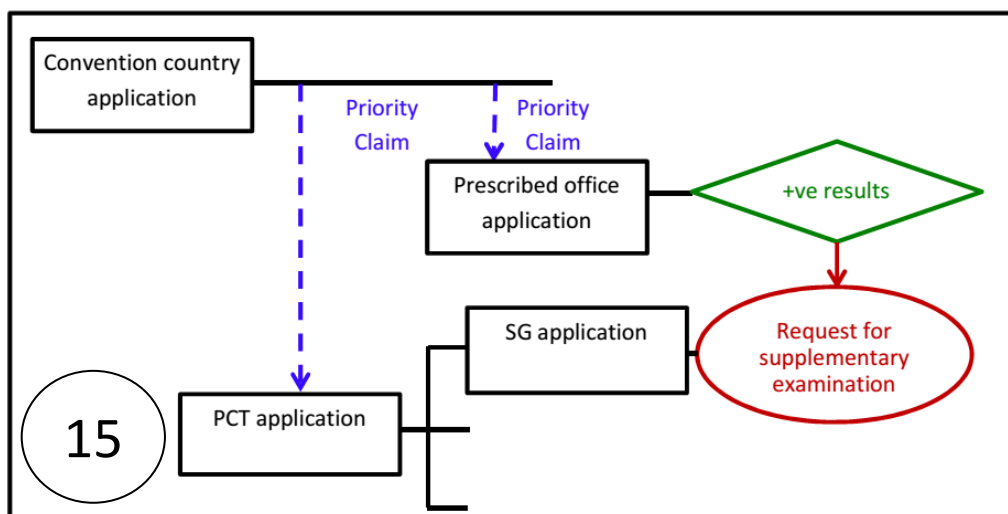 Convention country
application
Priority
Claim
Priority
Claim
Prescribed office
application
+ve results
SG application
Request for
supplementary
examination
PCT application
15